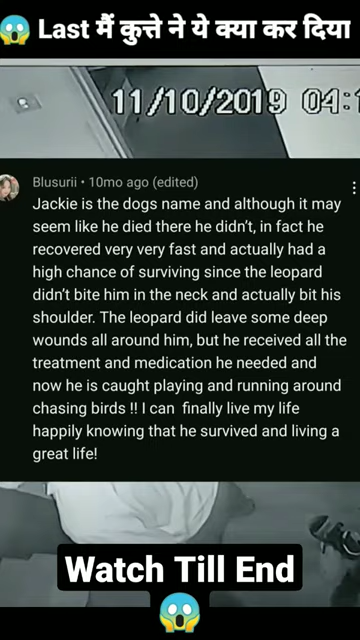 😱 Last मैं कुत्ते ने ये क्या कर दिया
11/10/2019 04:1
Blusurii • 10mo ago (edited)
Jackie is the dogs name and although it may
seem like he died there he didn't, in fact he
recovered very very fast and actually had a
high chance of surviving since the leopard
didn't bite him in the neck and actually bit his
shoulder. The leopard did leave some deep
wounds all around him, but he received all the
treatment and medication he needed and
now he is caught playing and running around
chasing birds !! I can finally live my life
happily knowing that he survived and living a
great life!
Watch Till End
😱